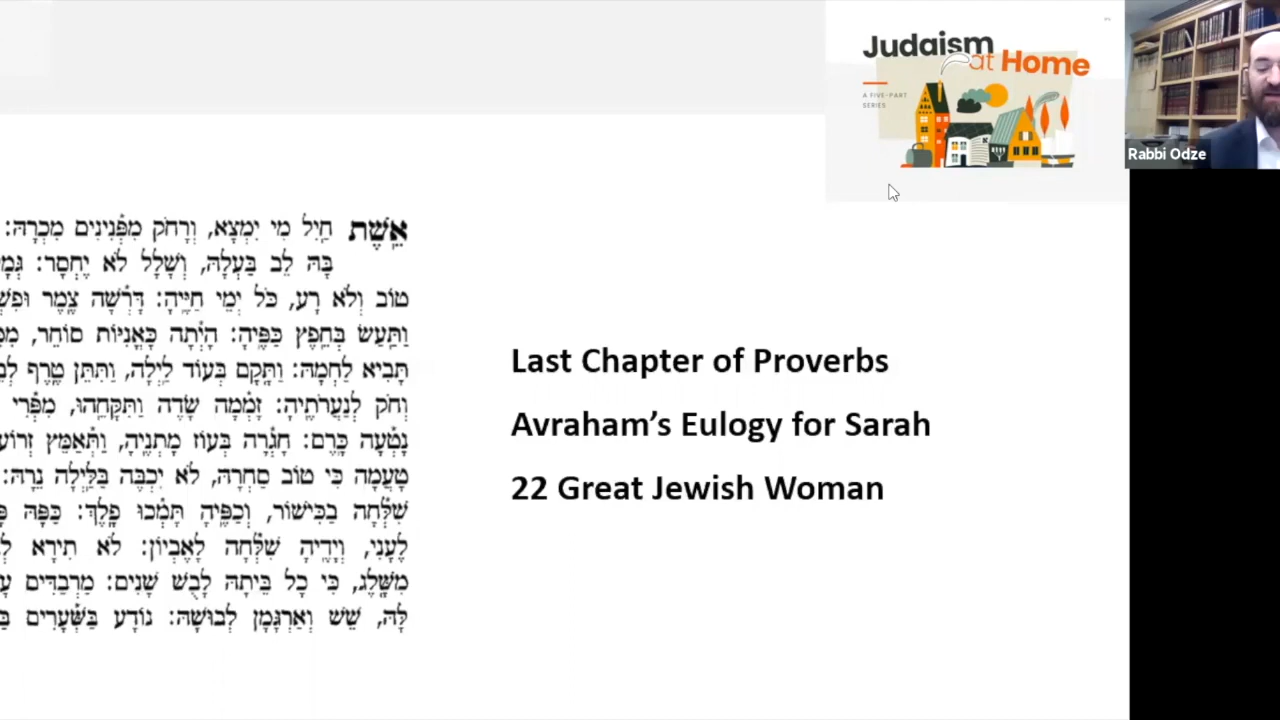 Judaism
at Home
A FIVE-PART
SERIES
Rabbi Odze
אֵשֶׁת חַיִל מִי יִמְצָא, וְרָחֹק מִפְּנִינִים מִכְרָהּ:
בָּהּ לֵב בַּעְלָהּ, וְשָׁלָל לֹא יֶחְסָר: גְּמָ
טוֹב וְלֹא רָע, כֹּל יְמֵי חַיֶּיהָ: דָּרְשָׁה צֶמֶר וּפִשְׁ
וַתַּעַשׂ בְּחֵפֶץ כַּפֶּיהָ: הָיְתָה כָּאֳנִיּוֹת סוֹחֵר, מִמֶּ
תָּבִיא לַחְמָהּ: וַתָּקָם בְּעוֹד לַיְלָה, וַתִּתֵּן טֶרֶף לְבֵ
וְחֹק לְנַעֲרֹתֶיהָ: זָמְמָה שָׂדֶה וַתִּקָּחֵהוּ, מִפְּרִי
נָטְעָה כָּרֶם: חָגְרָה בְעוֹז מָתְנֶיהָ, וַתְּאַמֵּץ זְרוֹעֹ
טָעֲמָה כִּי טוֹב סַחְרָהּ, לֹא יִכְבֶּה בַלַּיְלָה נֵרָהּ:
שִׁלְּחָה בַכִּישׁוֹר, וְכַפֶּיהָ תָּמְכוּ פָלֶךְ: כַּפָּהּ פָּ
לֶעָנִי, וְיָדֶיהָ שִׁלְּחָה לָאֶבְיוֹן: לֹא תִירָא לְ
מִשָּׁלֶג, כִּי כָל בֵּיתָהּ לָבֻשׁ שָׁנִים: מַרְבַדִּים עָ
לָּהּ, שֵׁשׁ וְאַרְגָּמָן לְבוּשָׁהּ: נוֹדָע בַּשְּׁעָרִים בַּ
Last Chapter of Proverbs
Avraham's Eulogy for Sarah
22 Great Jewish Woman